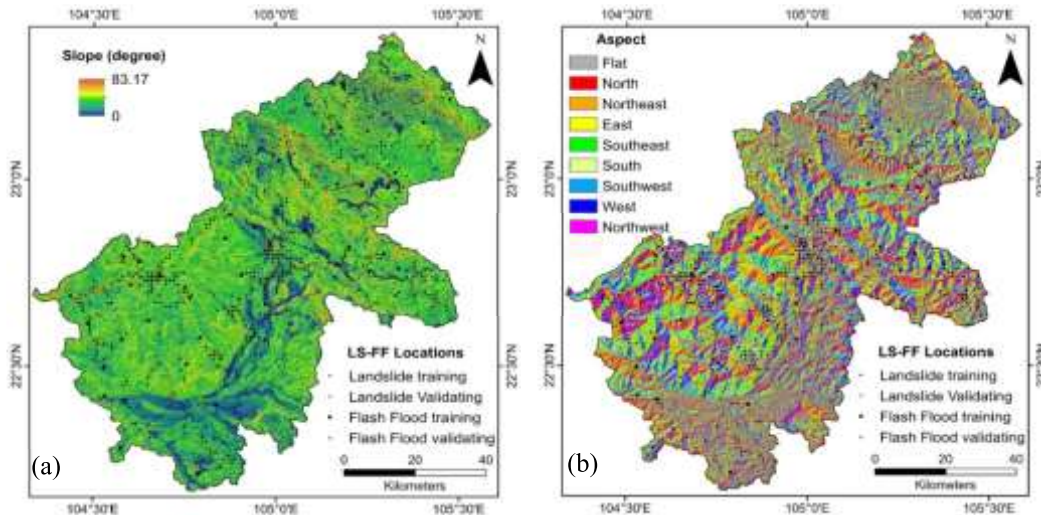 104°30'E
105°0'E
105°30'E
N
Slope (degree)
83.17
0
23°0'N
22°30'N
LS-FF Locations
Landslide training
Landslide Validating
Flash Flood training
Flash Flood validating
0
20
40
Kilometers
(a)
104°30'E
105°0'E
105°30'E
104°30'E
105°0'E
105°30'E
N
Aspect
Flat
North
Northeast
East
Southeast
South
Southwest
West
Northwest
23°0'N
23°0'N
22°30'N
22°30'N
LS-FF Locations
Landslide training
Landslide Validating
Flash Flood training
Flash Flood validating
0
20
40
Kilometers
(b)
104°30'E
105°0'E
105°30'E